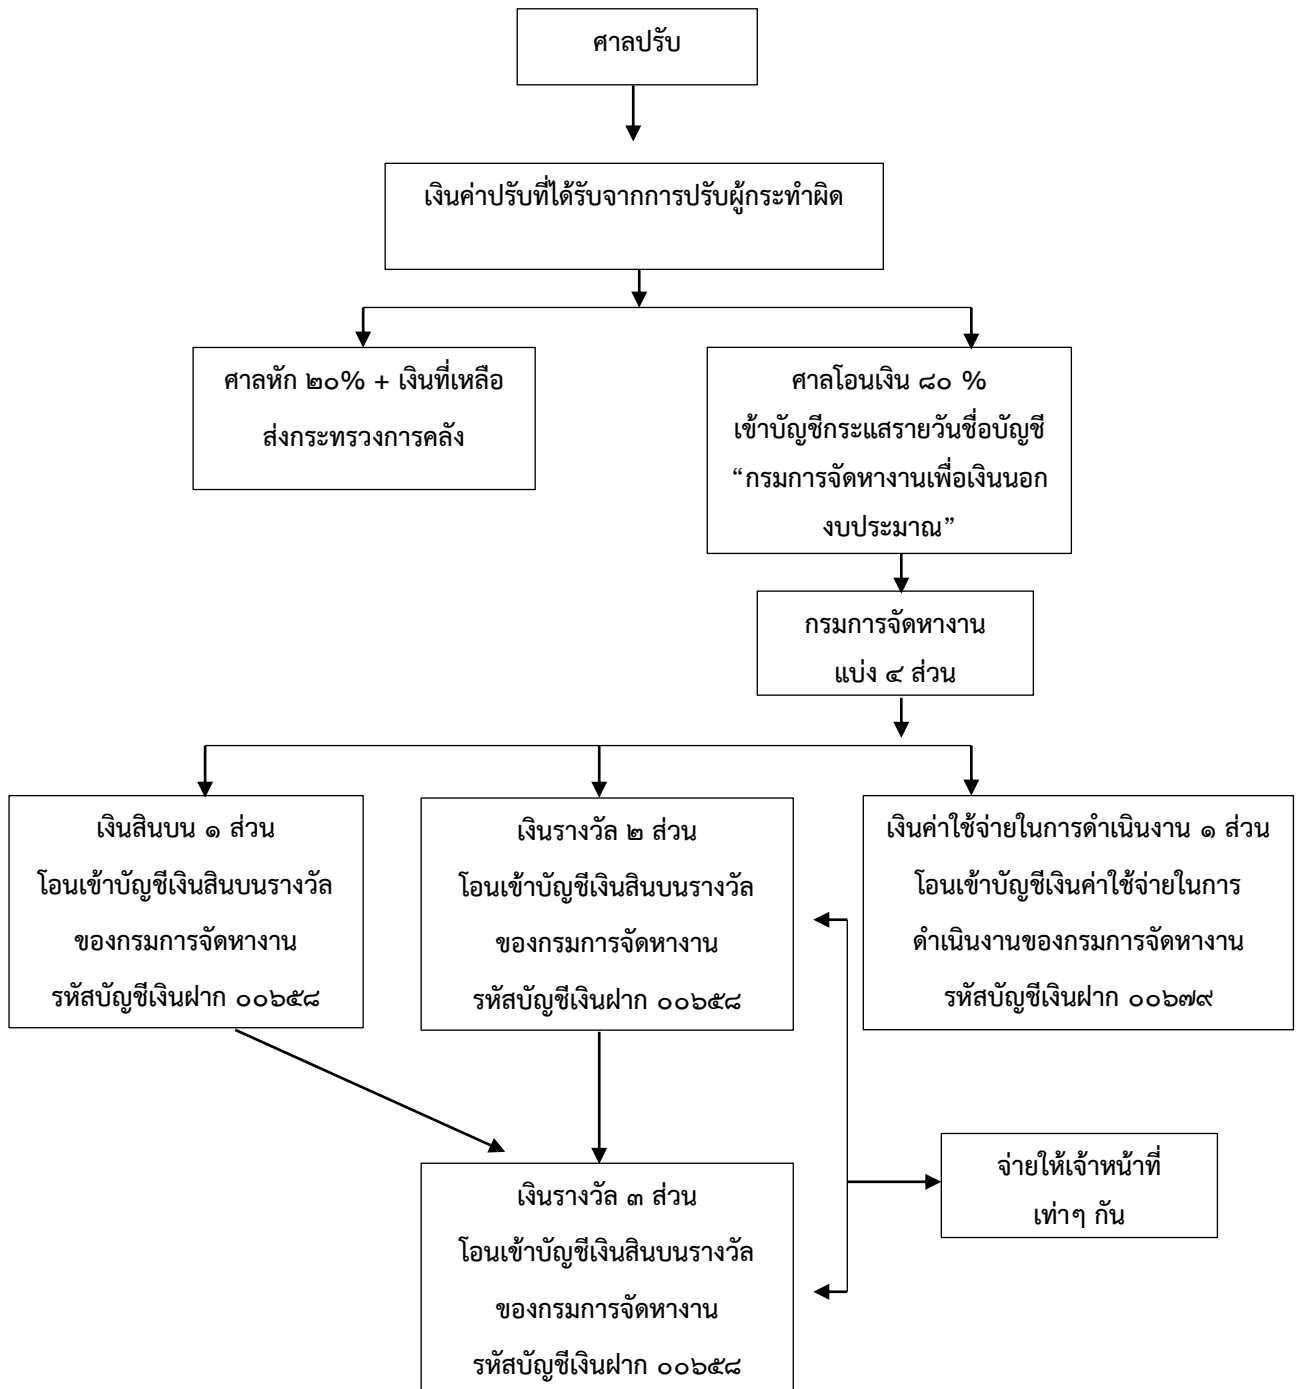 ศาลปรับ
เงินค่าปรับที่ได้รับจากการปรับผู้กระทำผิด
ศาลหัก ๒๐% + เงินที่เหลือ
ส่งกระทรวงการคลัง
ศาลโอนเงิน ๘๐ %
เข้าบัญชีกระแสรายวันชื่อบัญชี
“กรมการจัดหางานเพื่อเงินนอก
งบประมาณ”
กรมการจัดหางาน
แบ่ง ๔ ส่วน
เงินสินบน ๑ ส่วน
โอนเข้าบัญชีเงินสินบนรางวัล
ของกรมการจัดหางาน
รหัสบัญชีเงินฝาก ๐๐๖๕๘
เงินรางวัล ๒ ส่วน
โอนเข้าบัญชีเงินสินบนรางวัล
ของกรมการจัดหางาน
รหัสบัญชีเงินฝาก ๐๐๖๕๘
เงินค่าใช้จ่ายในการดำเนินงาน ๑ ส่วน
โอนเข้าบัญชีเงินค่าใช้จ่ายในการ
ดำเนินงานของกรมการจัดหางาน
รหัสบัญชีเงินฝาก ๐๐๖๗๙
จ่ายให้เจ้าหน้าที่
เท่าๆ กัน
เงินรางวัล ๓ ส่วน
โอนเข้าบัญชีเงินสินบนรางวัล
ของกรมการจัดหางาน
รหัสบัญชีเงินฝาก ๐๐๖๕๘